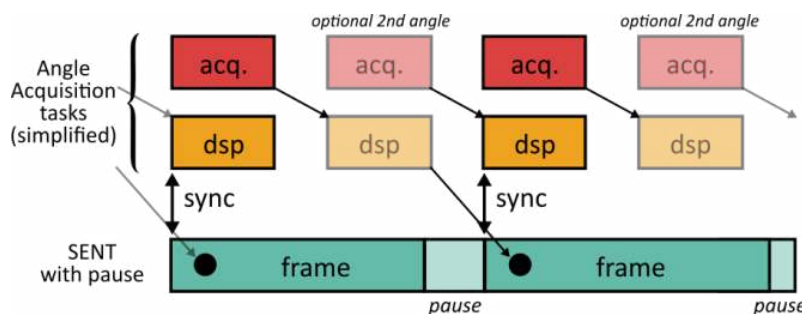 optional 2nd angle
optional 2nd angle
Angle
Acquisition
tasks
(simplified)
acq.
acq.
acq.
acq.
dsp
dsp
dsp
dsp
sync
sync
SENT
with pause
frame
frame
pause
pause